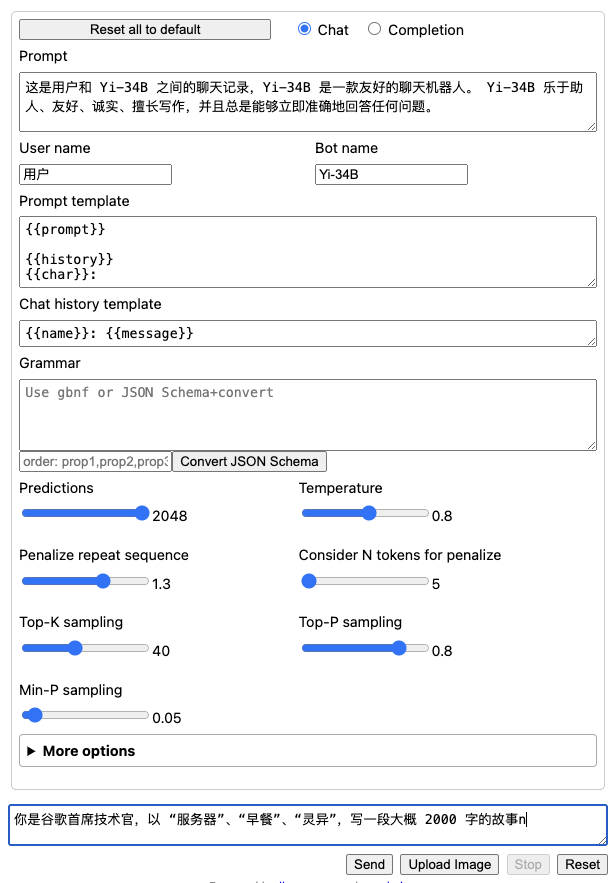 Reset all to default
Chat
Completion
Prompt
这是用户和 Yi-34B 之间的聊天记录，Yi-34B 是一款友好的聊天机器人。 Yi-34B 乐于助
人、友好、诚实、擅长写作，并且总是能够立即准确地回答任何问题。
User name
Bot name
用户
Yi-34B
Prompt template
{{prompt}}
{{history}}
{{char}}:
Chat history template
{{name}}: {{message}}
Grammar
Use gbnf or JSON Schema+convert
order: prop1,prop2,prop3
Convert JSON Schema
Predictions
Temperature
2048
0.8
Penalize repeat sequence
Consider N tokens for penalize
1.3
5
Top-K sampling
Top-P sampling
40
0.8
Min-P sampling
0.05
More options
你是谷歌首席技术官，以 “服务器”、“早餐”、“灵异”，写一段大概 2000 字的故事n
Send
Upload Image
Stop
Reset